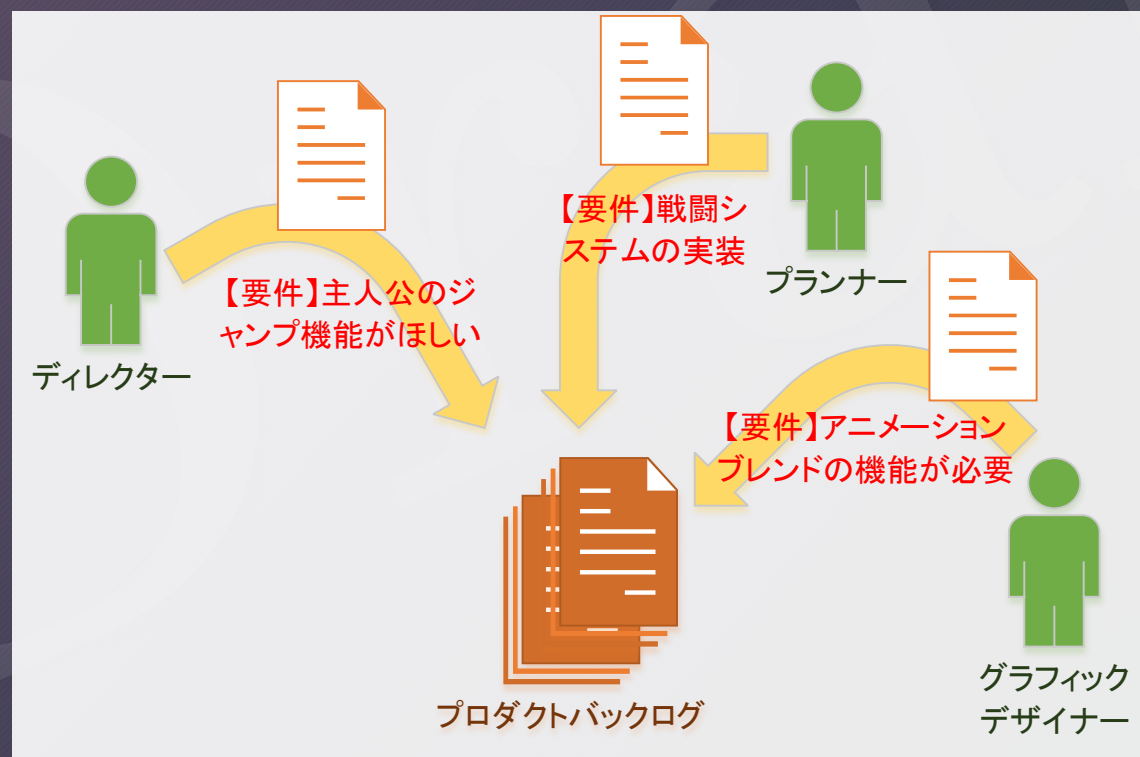 【要件】戦闘シ
ステムの実装
プランナー
【要件】主人公のジ
ャンプ機能がほしい
ディレクター
【要件】アニメーション
ブレンドの機能が必要
グラフィック
デザイナー
プロダクトバックログ